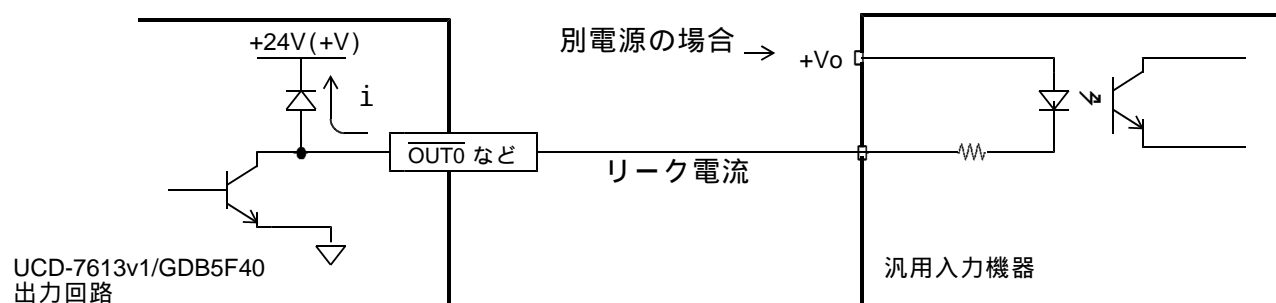 +24V(+V)
i
別電源の場合
+Vo
OUT0 など
リーク電流
UCD-7613v1/GDB5F40
出力回路
汎用入力機器